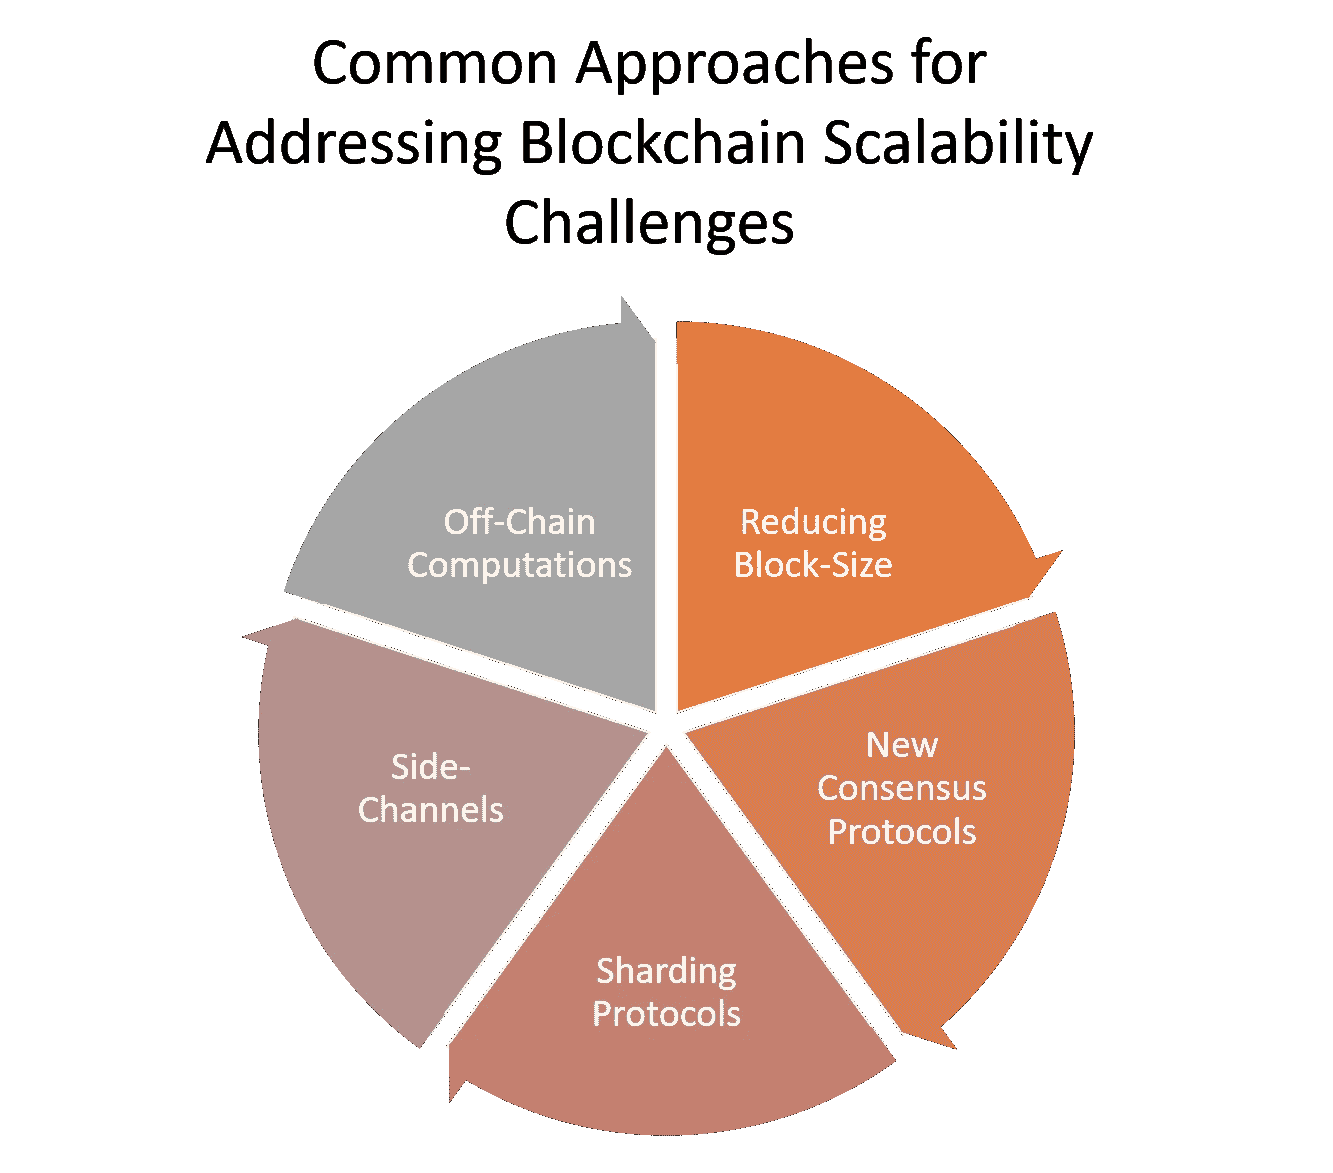 Common Approaches for
Addressing Blockchain Scalability
Challenges
Off-Chain
Computations
Reducing
Block-Size
New
Consensus
Protocols
Side-
Channels
Sharding
Protocols